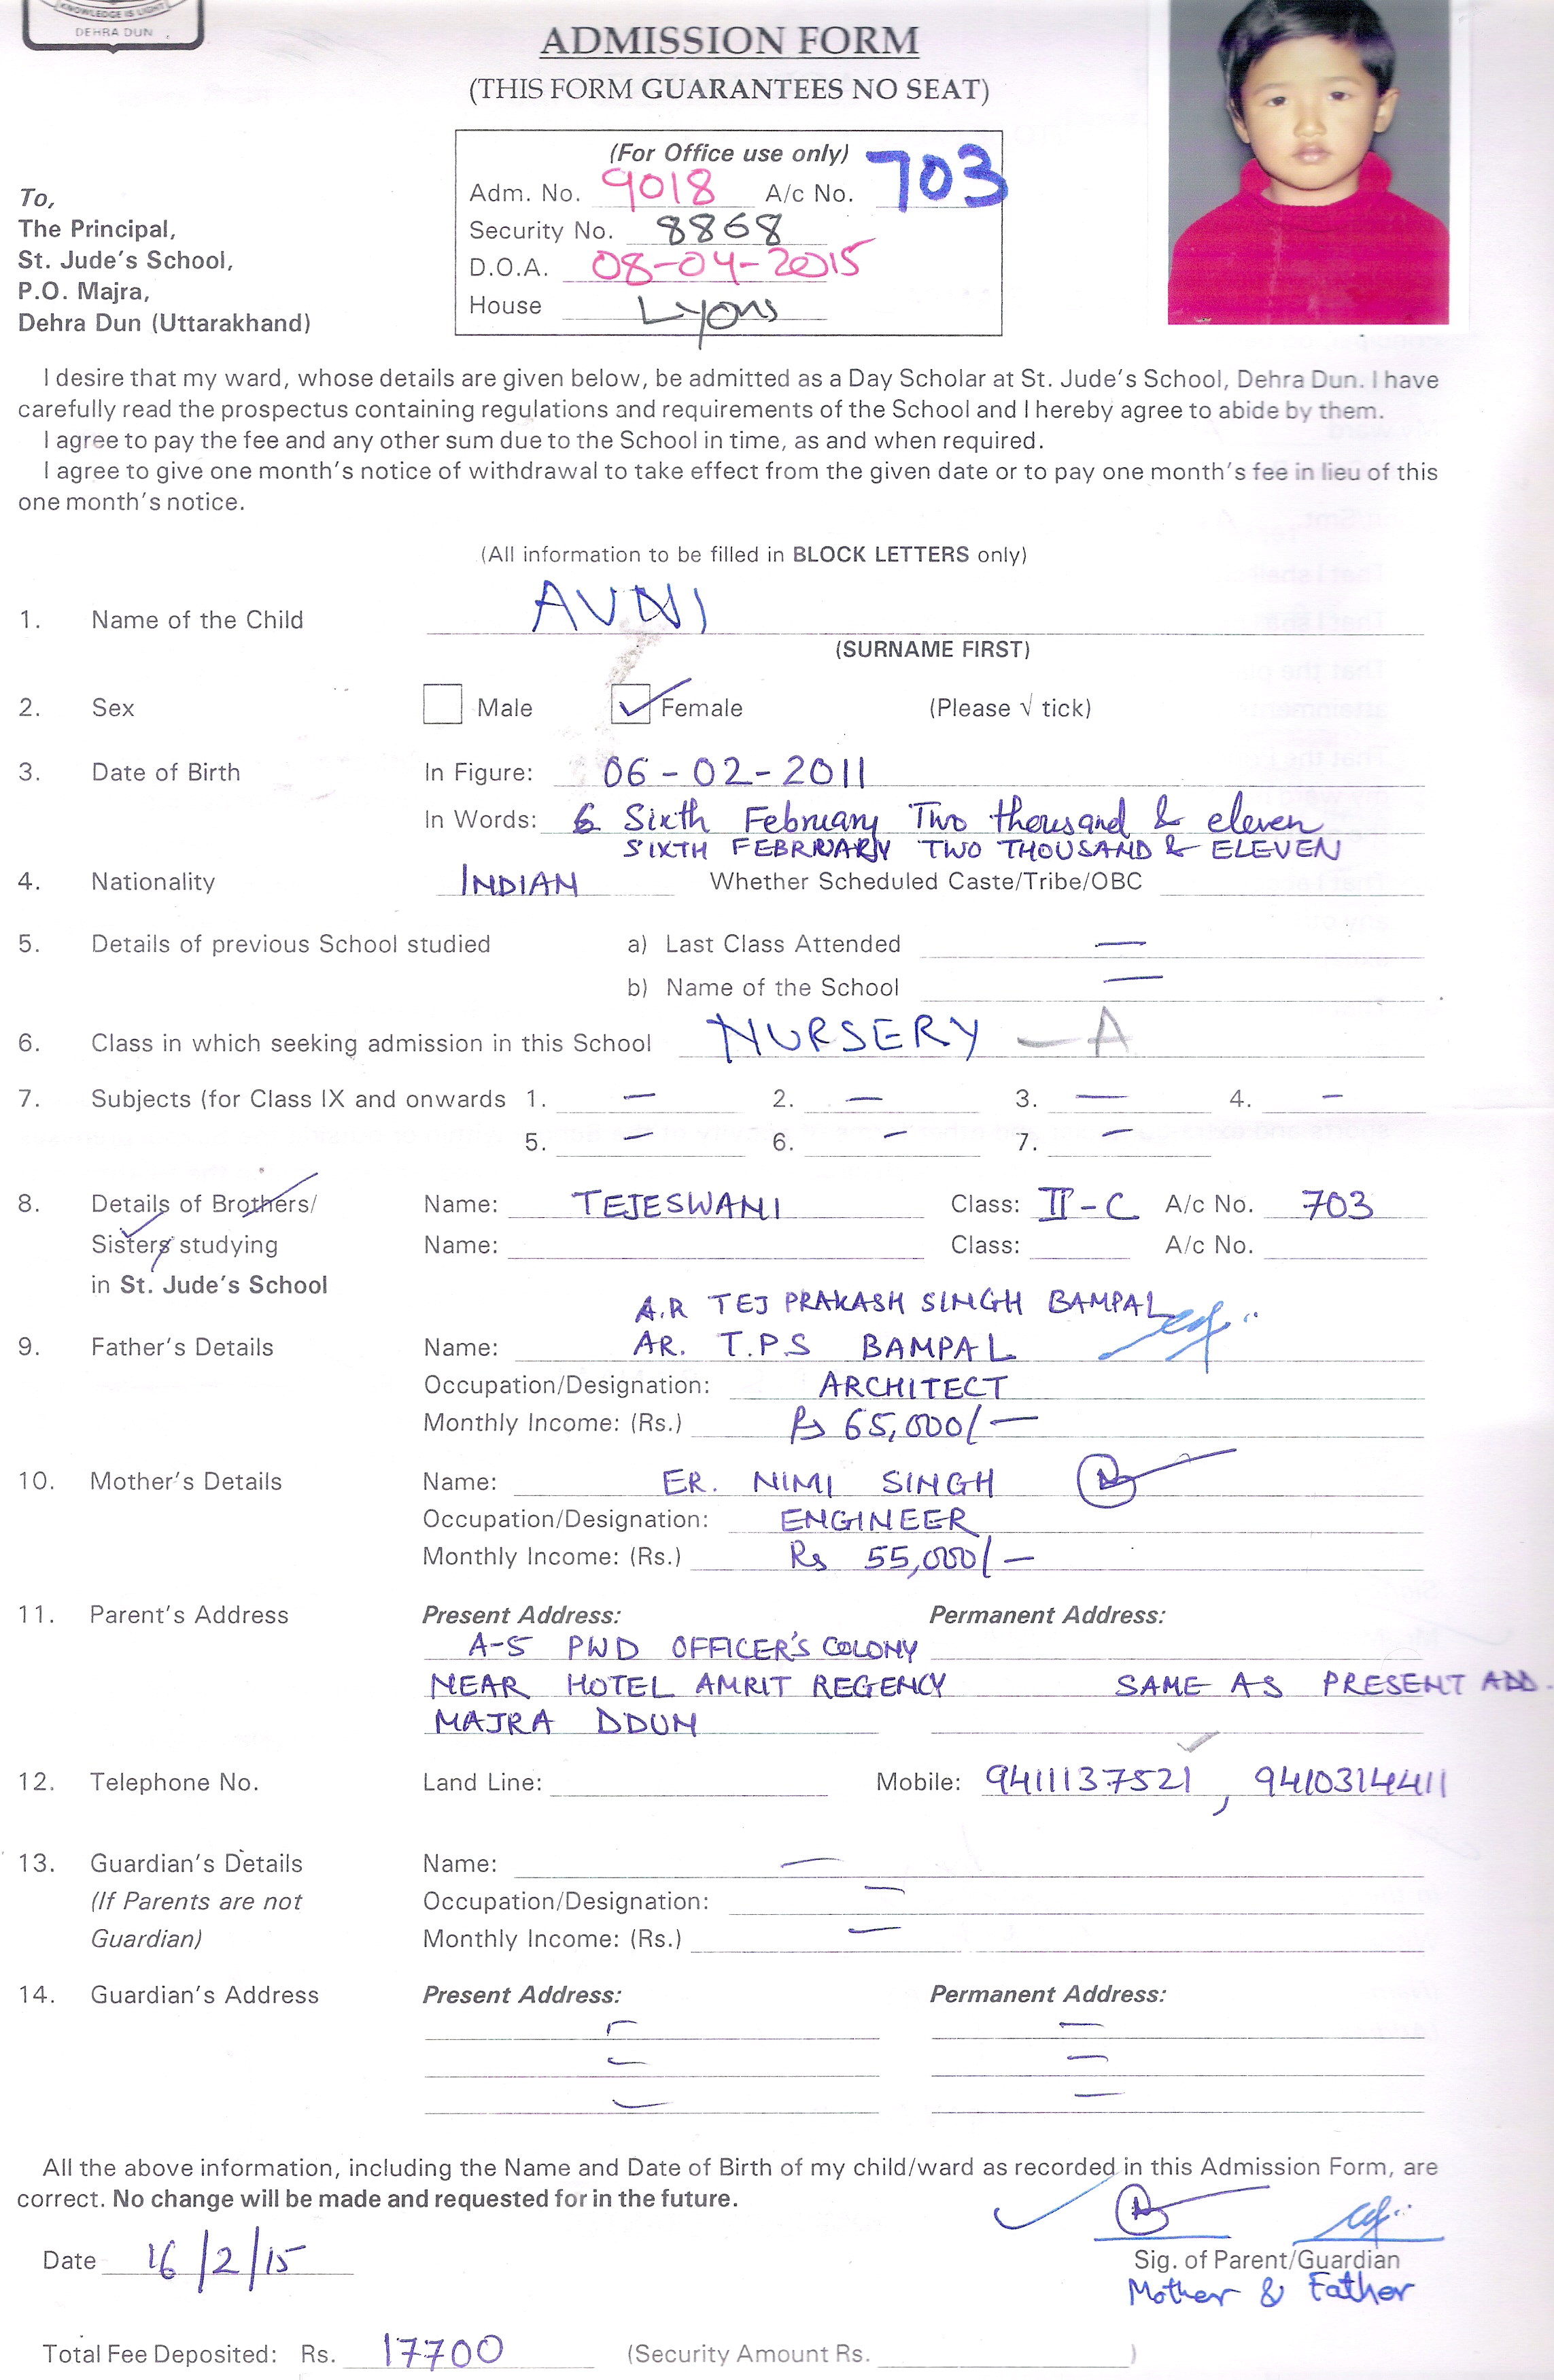 KNOWLEDGE IS LIGHT
DEHRA DUN
ADMISSION FORM
(THIS FORM GUARANTEES NO SEAT)
(For Office use only)
Adm. No. 9018 A/c No. 703
Security No. 8868
D.O.A. 08-04-2015
House Lyons
To,
The Principal,
St. Jude's School,
P.O. Majra,
Dehra Dun (Uttarakhand)
I desire that my ward, whose details are given below, be admitted as a Day Scholar at St. Jude's School, Dehra Dun. I have
carefully read the prospectus containing regulations and requirements of the School and I hereby agree to abide by them.
I agree to pay the fee and any other sum due to the School in time, as and when required.
I agree to give one month's notice of withdrawal to take effect from the given date or to pay one month's fee in lieu of this
one month's notice.
(All information to be filled in BLOCK LETTERS only)
1. Name of the Child AVNI
(SURNAME FIRST)
2. Sex Male Female (Please √ tick)
3. Date of Birth In Figure: 06-02-2011
In Words: 6 Sixth February Two thousand & eleven
SIXTH FEBRUARY TWO THOUSAND & ELEVEN
4. Nationality INDIAN Whether Scheduled Caste/Tribe/OBC
5. Details of previous School studied a) Last Class Attended —
b) Name of the School —
6. Class in which seeking admission in this School NURSERY — A
7. Subjects (for Class IX and onwards 1. — 2. — 3. — 4. —
5. — 6. — 7. —
8. Details of Brothers/ Name: TEJESWANI Class: II-C A/c No. 703
Sisters studying Name: Class: A/c No.
in St. Jude's School
A.R TEJ PRAKASH SINGH BAMPAL
9. Father's Details Name: AR. T.P.S BAMPAL
Occupation/Designation: ARCHITECT
Monthly Income: (Rs.) Rs 65,000/—
10. Mother's Details Name: ER. NIMI SINGH
Occupation/Designation: ENGINEER
Monthly Income: (Rs.) Rs 55,000/—
11. Parent's Address Present Address: Permanent Address:
A-5 PWD OFFICER'S COLONY
NEAR HOTEL AMRIT REGENCY SAME AS PRESENT ADD.
MAJRA DDUN
12. Telephone No. Land Line: Mobile: 9411137521, 9410314411
13. Guardian's Details Name: —
(If Parents are not Occupation/Designation: —
Guardian) Monthly Income: (Rs.) —
14. Guardian's Address Present Address: Permanent Address:
— —
— —
— —
All the above information, including the Name and Date of Birth of my child/ward as recorded in this Admission Form, are
correct. No change will be made and requested for in the future.
Date 16/2/15
Sig. of Parent/Guardian
Mother & Father
Total Fee Deposited: Rs. 17700 (Security Amount Rs. )